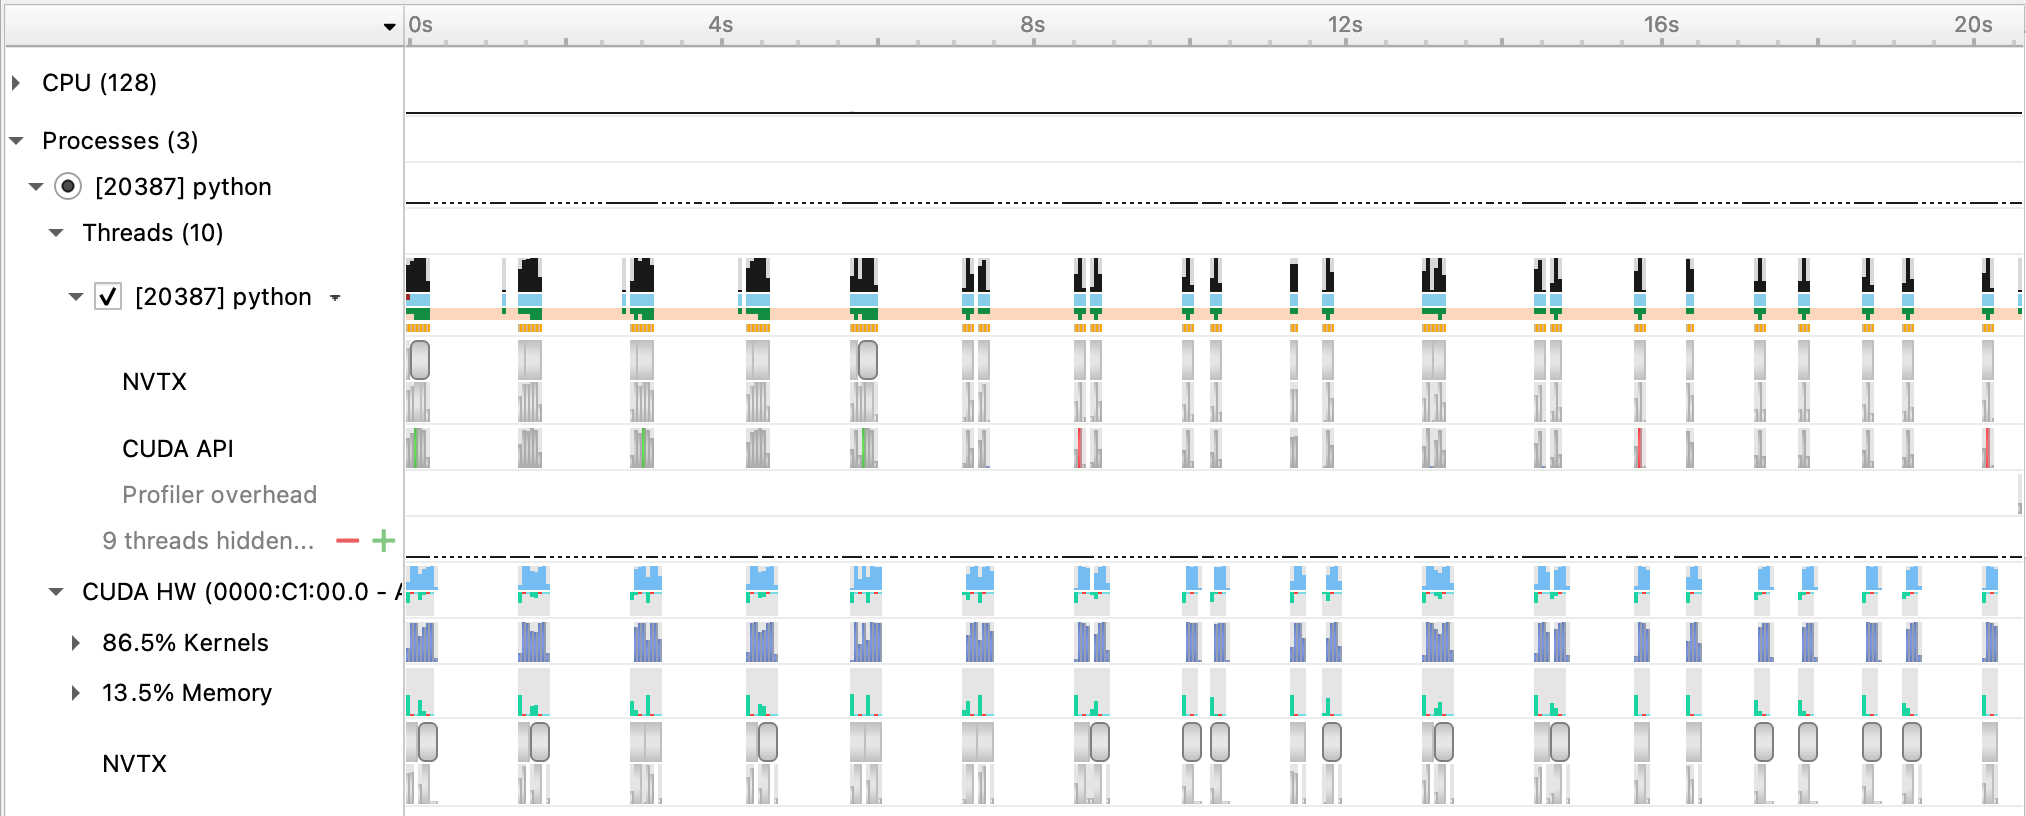 0s 4s 8s 12s 16s 20s
CPU (128)
Processes (3)
[20387] python
Threads (10)
[20387] python
NVTX
CUDA API
Profiler overhead
9 threads hidden...
CUDA HW (0000:C1:00.0 - A
86.5% Kernels
13.5% Memory
NVTX